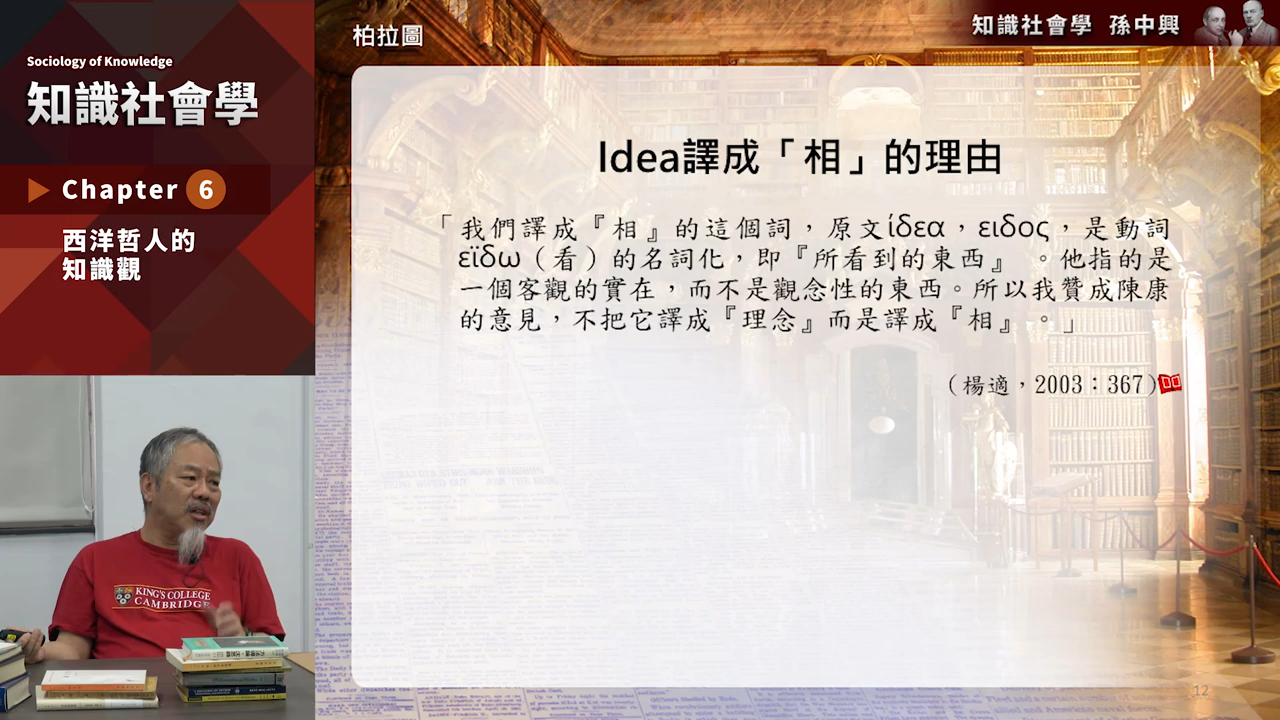 Sociology of Knowledge
知識社會學
Chapter 6
西洋哲人的
知識觀
柏拉圖
知識社會學 孫中興
Idea譯成「相」的理由
「我們譯成『相』的這個詞，原文ίδεα，ειδος，是動詞
εϊδω（看）的名詞化，即『所看到的東西』 。他指的是
一個客觀的實在，而不是觀念性的東西。所以我贊成陳康
的意見，不把它譯成『理念』而是譯成『相』。」
（楊適，2003：367）
KING'S COLLEGE
CAMBRIDGE
12